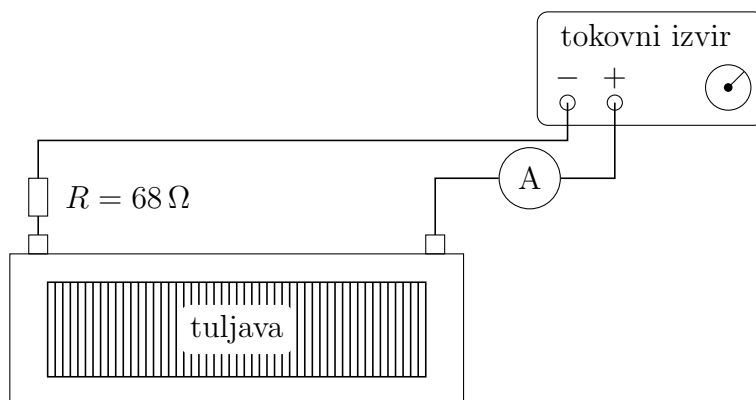 tokovni izvir
− +
A
R = 68 Ω
tuljava